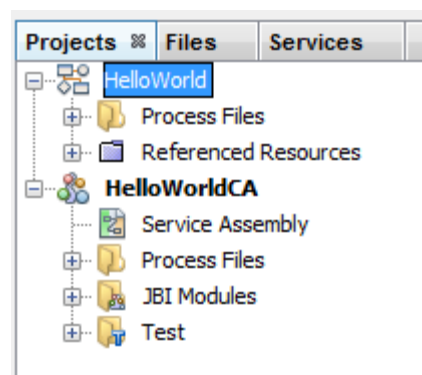 Projects Files Services
HelloWorld
Process Files
Referenced Resources
HelloWorldCA
Service Assembly
Process Files
JBI Modules
Test